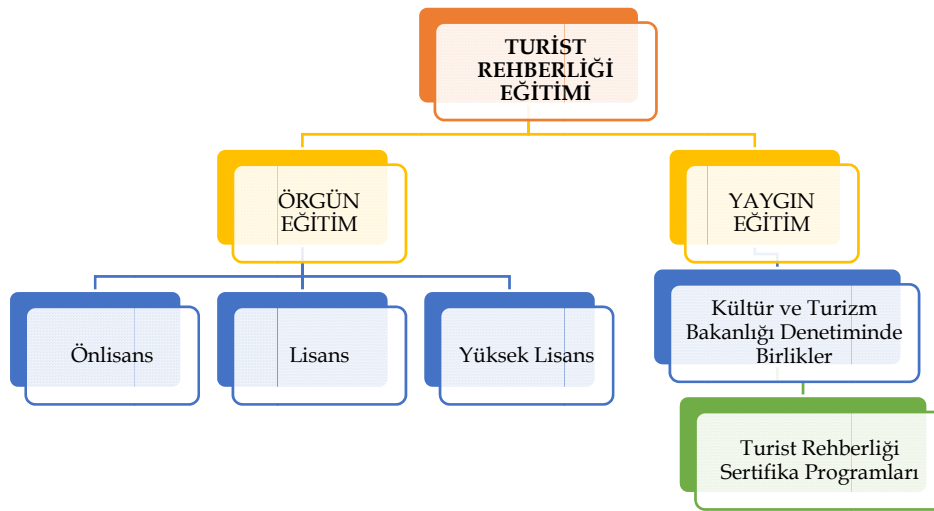 TURİST
REHBERLİĞİ
EĞİTİMİ
ÖRGÜN
EĞİTİM
YAYGIN
EĞİTİM
Önlisans
Lisans
Yüksek Lisans
Kültür ve Turizm
Bakanlığı Denetiminde
Birlikler
Turist Rehberliği
Sertifika Programları